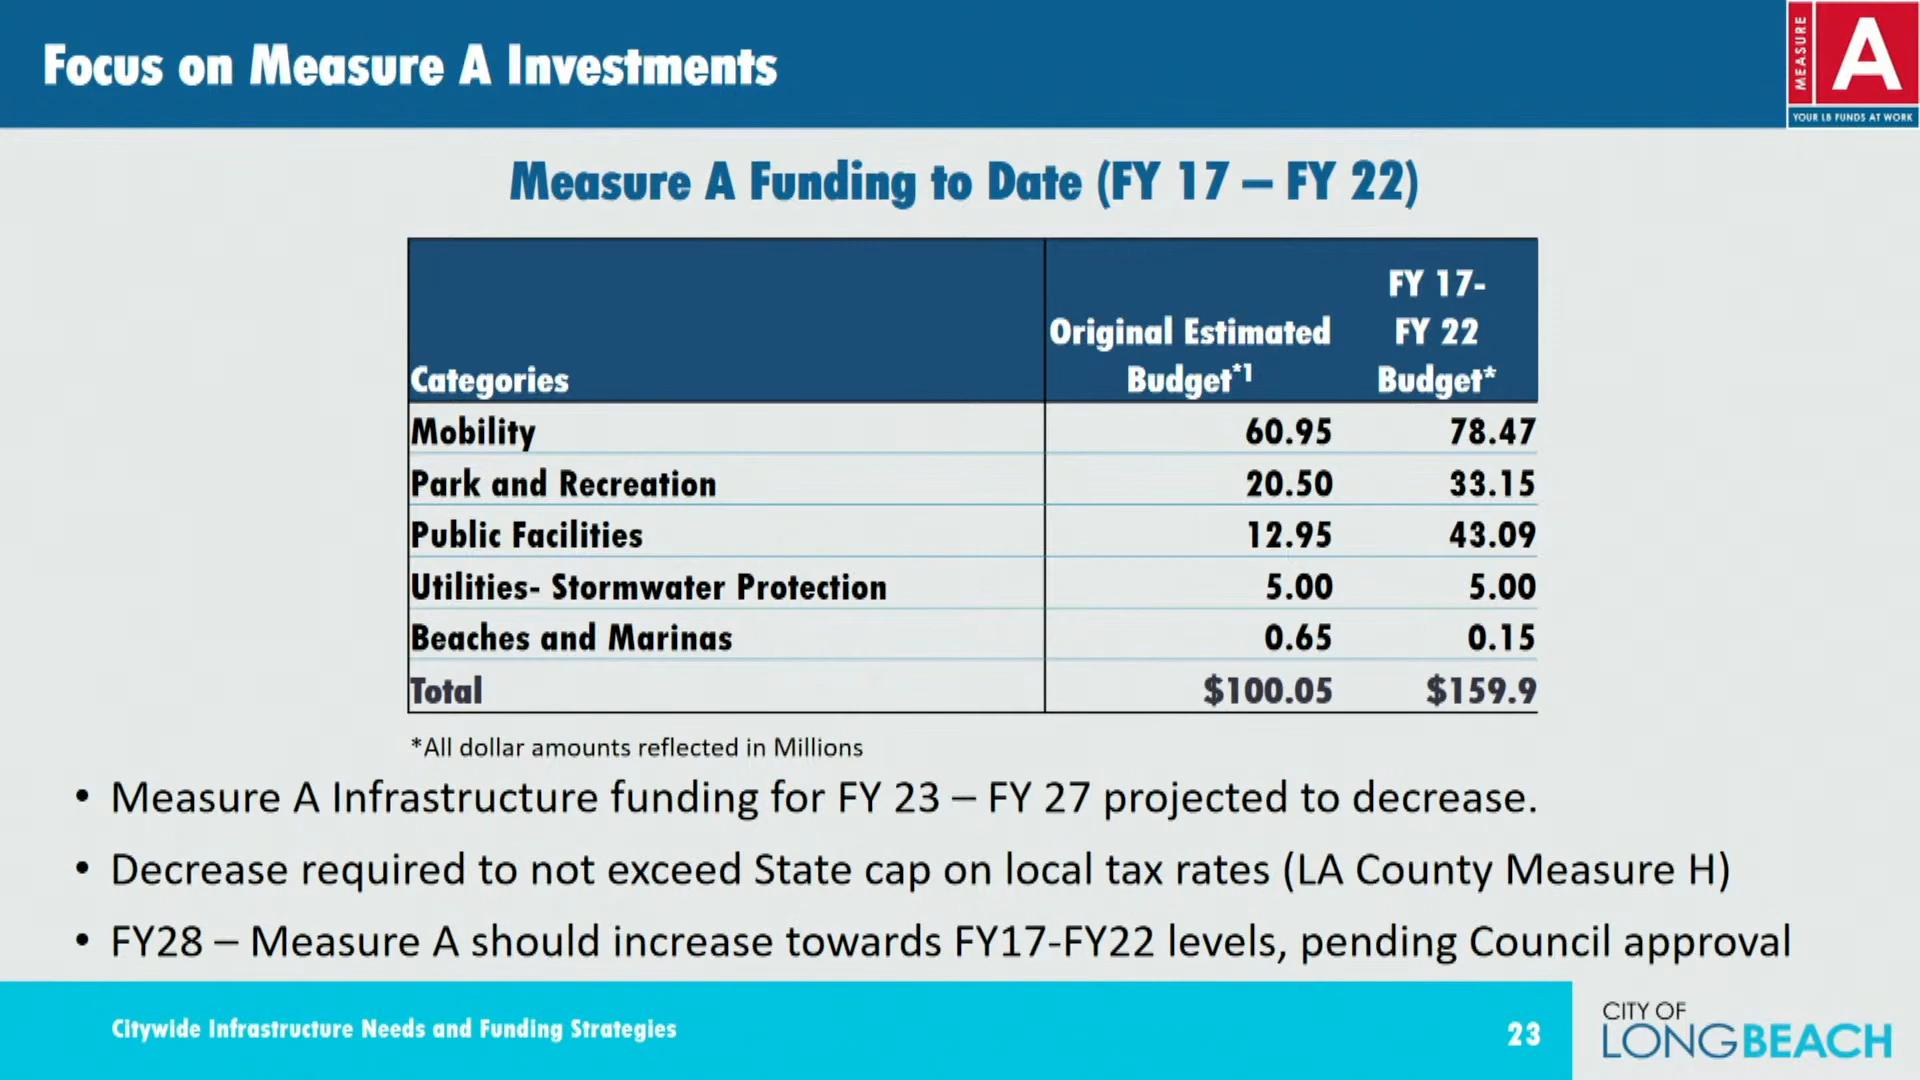 Focus on Measure A Investments
MEASURE
A
YOUR LB FUNDS AT WORK
Measure A Funding to Date (FY 17 – FY 22)
Categories Original Estimated Budget*1 FY 17- FY 22 Budget*
Mobility 60.95 78.47
Park and Recreation 20.50 33.15
Public Facilities 12.95 43.09
Utilities- Stormwater Protection 5.00 5.00
Beaches and Marinas 0.65 0.15
Total $100.05 $159.9
*All dollar amounts reflected in Millions
• Measure A Infrastructure funding for FY 23 – FY 27 projected to decrease.
• Decrease required to not exceed State cap on local tax rates (LA County Measure H)
• FY28 – Measure A should increase towards FY17-FY22 levels, pending Council approval
Citywide Infrastructure Needs and Funding Strategies
23
CITY OF
LONGBEACH